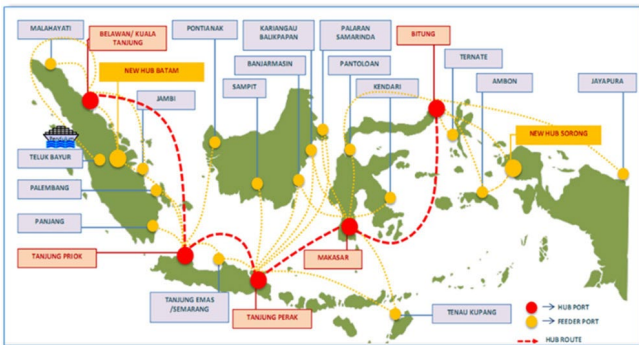 MALAHAYATI
BELAWAN/ KUALA
TANJUNG
PONTIANAK
KARIANGAU
BALIKPAPAN
PALARAN
SAMARINDA
BITUNG
NEW HUB BATAM
BANJARMASIN
PANTOLOAN
TERNATE
JAMBI
SAMPIT
KENDARI
AMBON
JAYAPURA
NEW HUB SORONG
TELUK BAYUR
PALEMBANG
PANJANG
TANJUNG PRIOK
MAKASAR
TANJUNG EMAS
/SEMARANG
TANJUNG PERAK
TENAU KUPANG
HUB PORT
FEEDER PORT
HUB ROUTE